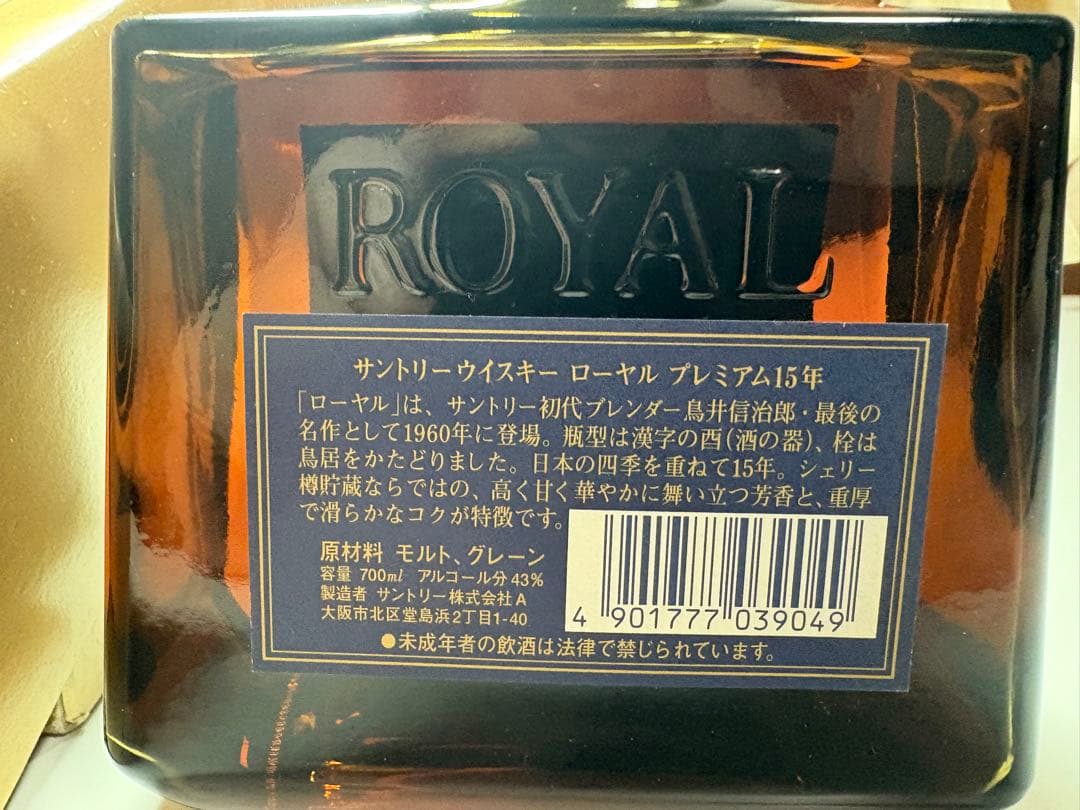 ROYAL
サントリーウイスキー ローヤル プレミアム15年
「ローヤル」は、サントリー初代ブレンダー鳥井信治郎・最後の
名作として1960年に登場。瓶型は漢字の酉(酒の器)、栓は
鳥居をかたどりました。日本の四季を重ねて15年。シェリー
樽貯蔵ならではの、高く甘く華やかに舞い立つ芳香と、重厚
で滑らかなコクが特徴です。
原材料 モルト、グレーン
容量 700ml アルコール分 43%
製造者 サントリー株式会社A
大阪市北区堂島浜2丁目1-40
4 901777 039049
●未成年者の飲酒は法律で禁じられています。